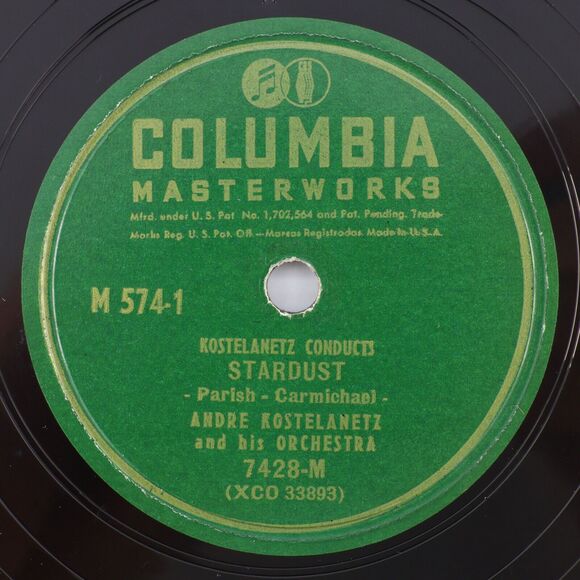 COLUMBIA
MASTERWORKS
Mfrd. under U.S. Pat. No. 1,702,564 and Pat. Pending. Trade
Marks Reg. U.S. Pat. Off. — Marcas Registradas. Made in U.S.A.
M 574-1
KOSTELANETZ CONDUCTS
STARDUST
- Parish - Carmichael -
ANDRE KOSTELANETZ
and his ORCHESTRA
7428-M
(XCO 33893)